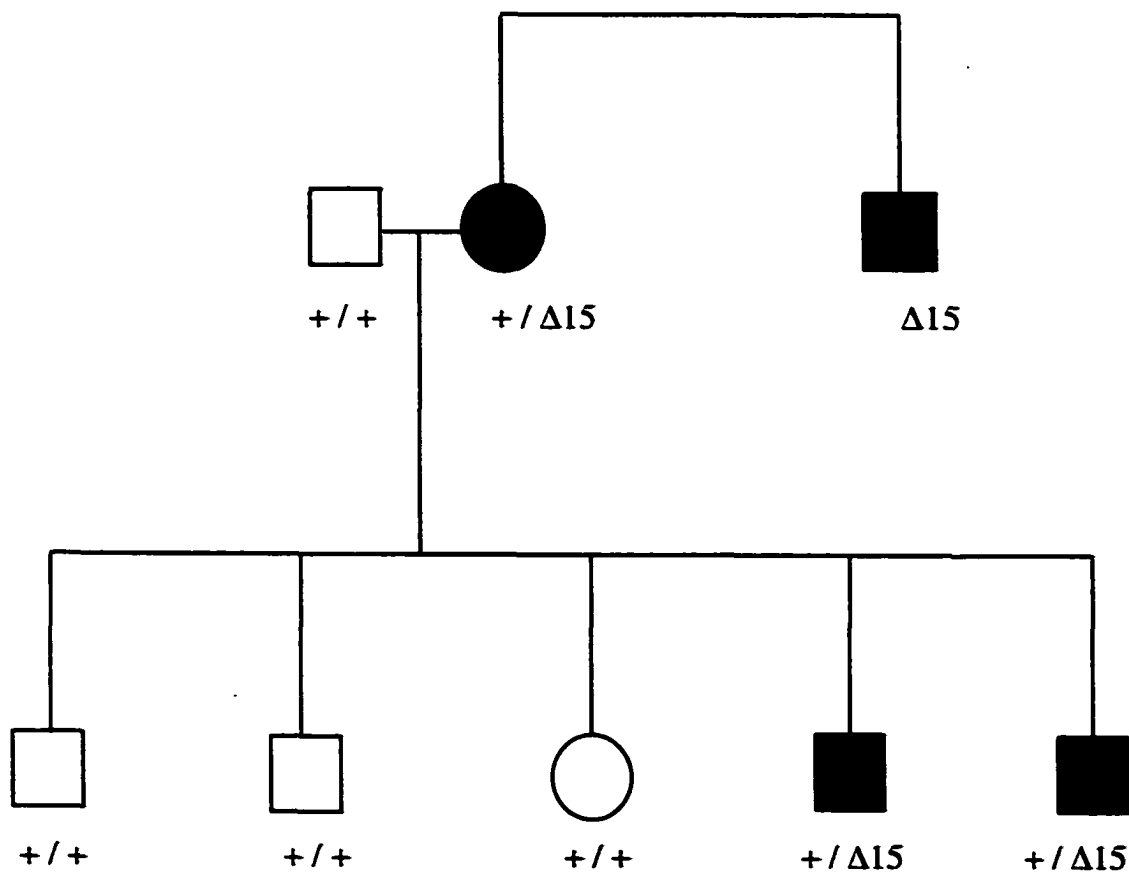 + / + + / Δ15 Δ15
+ / + + / + + / + + / Δ15 + / Δ15